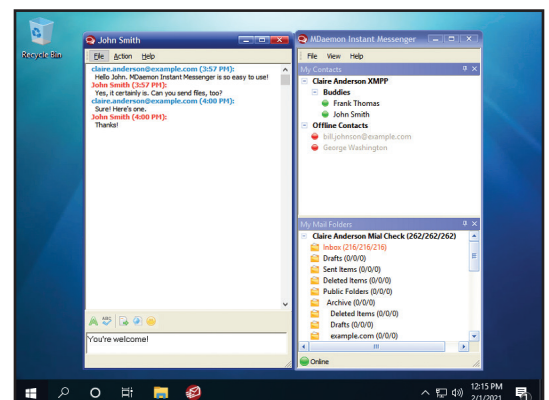 Recycle Bin
John Smith
File Action Help
claire.anderson@example.com (3:57 PM):
Hello John. MDaemon Instant Messenger is so easy to use!
John Smith (3:57 PM):
Yes, it certainly is. Can you send files, too?
claire.anderson@example.com (4:00 PM):
Sure! Here's one.
John Smith (4:00 PM):
Thanks!
ABC
You're welcome!
MDaemon Instant Messenger
File View Help
My Contacts
Claire Anderson XMPP
Buddies
Frank Thomas
John Smith
Offline Contacts
bill.johnson@example.com
George Washington
My Mail Folders
Claire Anderson Mial Check (262/262/262)
Inbox (216/216/216)
Drafts (0/0/0)
Sent Items (0/0/0)
Deleted Items (0/0/0)
Public Folders (0/0/0)
Archive (0/0/0)
Deleted Items (0/0/0)
Drafts (0/0/0)
example.com (0/0/0)
Online
12:15 PM
2/1/2021